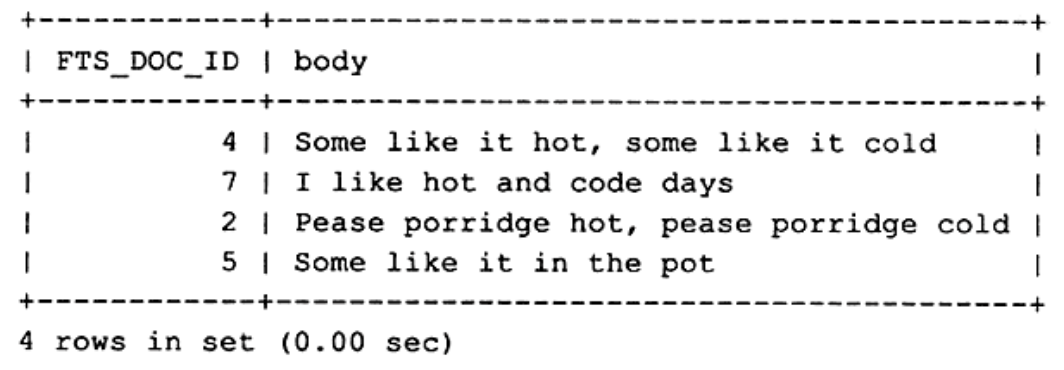 +------------+------------------------------------------+
| FTS_DOC_ID | body                                     |
+------------+------------------------------------------+
|          4 | Some like it hot, some like it cold      |
|          7 | I like hot and code days                 |
|          2 | Pease porridge hot, pease porridge cold |
|          5 | Some like it in the pot                  |
+------------+------------------------------------------+
4 rows in set (0.00 sec)